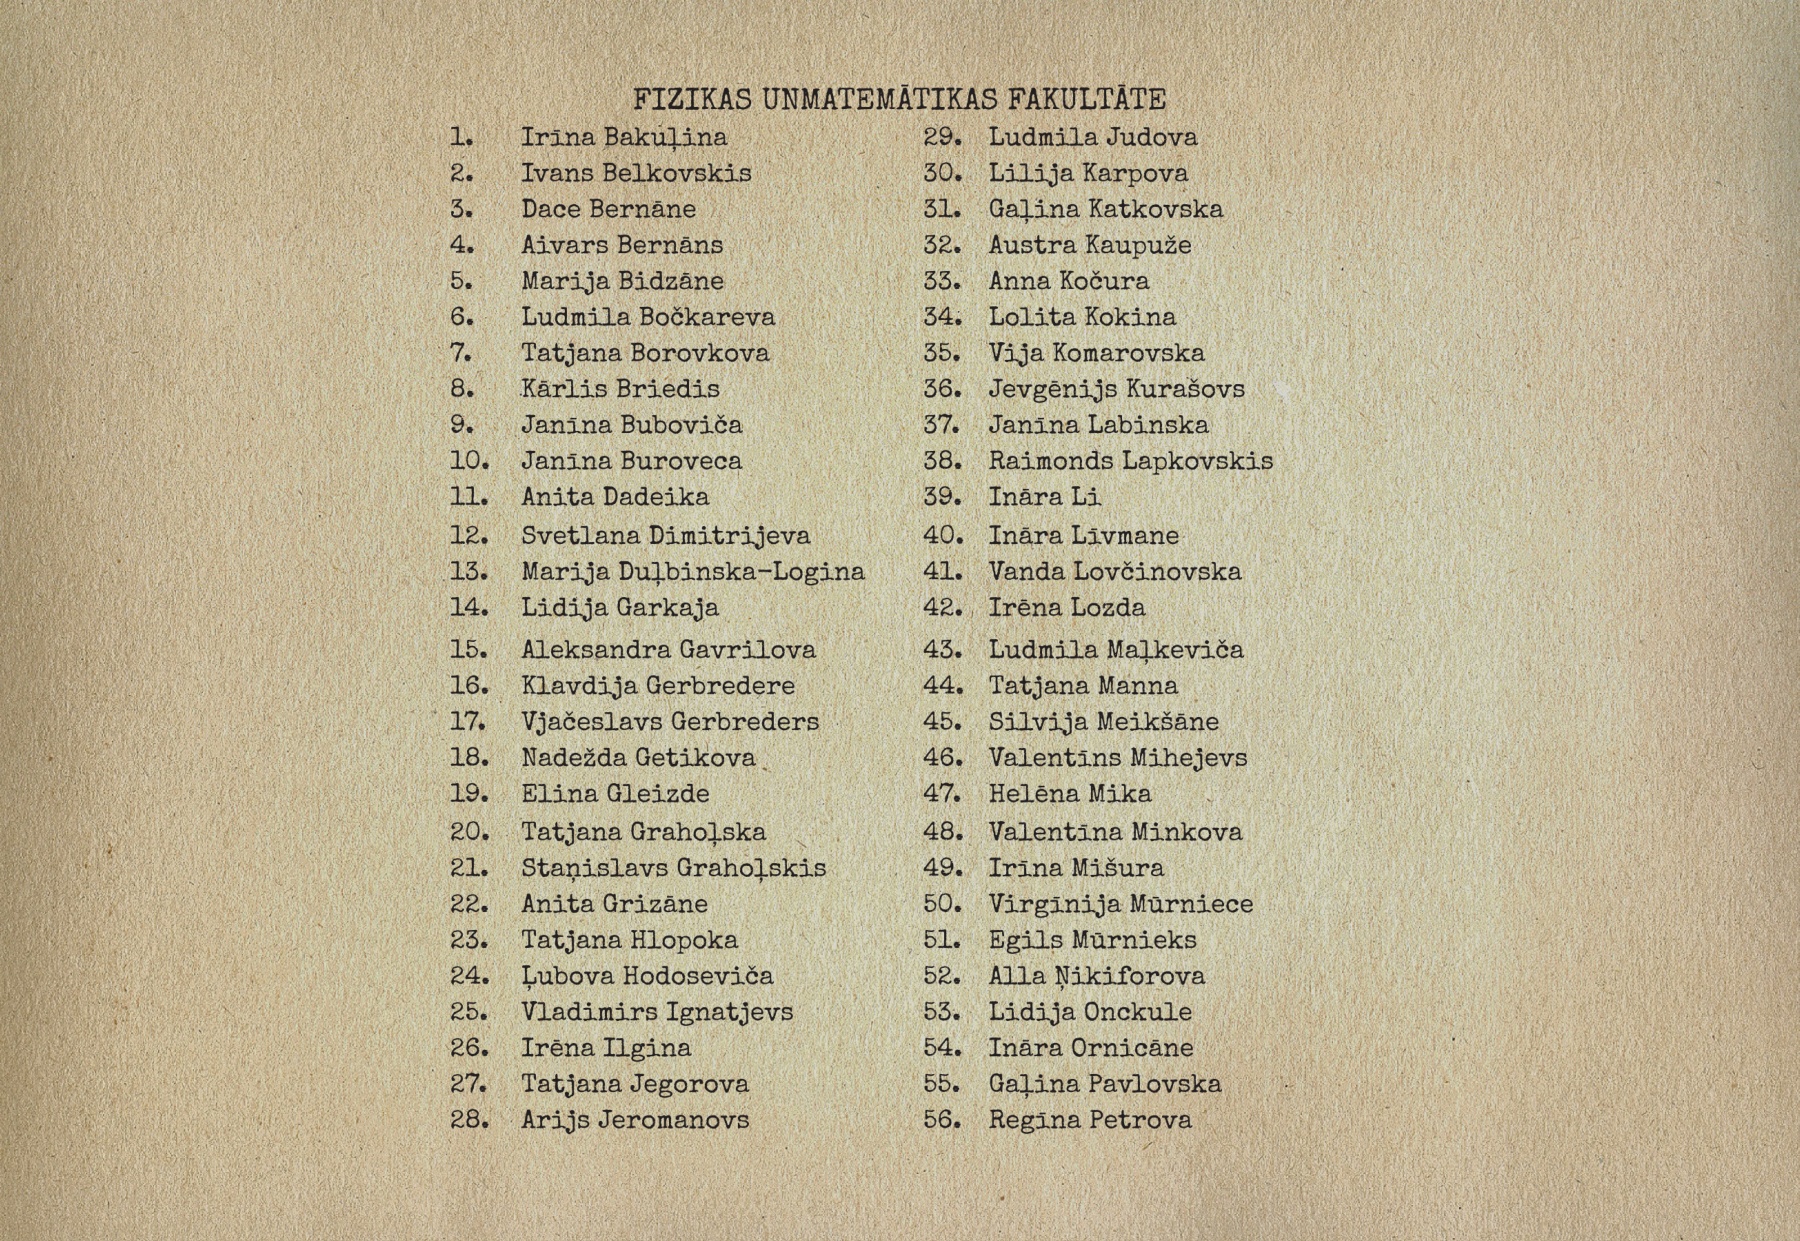 FIZIKAS UNMATEMĀTIKAS FAKULTĀTE
1. Irīna Bakuļina
2. Ivans Belkovskis
3. Dace Bernāne
4. Aivars Bernāns
5. Marija Bidzāne
6. Ludmila Bočkareva
7. Tatjana Borovkova
8. Kārlis Briedis
9. Janīna Buboviča
10. Janīna Buroveca
11. Anita Dadeika
12. Svetlana Dimitrijeva
13. Marija Duļbinska-Logina
14. Lidija Garkaja
15. Aleksandra Gavrilova
16. Klavdija Gerbredere
17. Vjačeslavs Gerbreders
18. Nadežda Getikova
19. Elina Gleizde
20. Tatjana Grahoļska
21. Staņislavs Grahoļskis
22. Anita Grizāne
23. Tatjana Hlopoka
24. Ļubova Hodoseviča
25. Vladimirs Ignatjevs
26. Irēna Ilgina
27. Tatjana Jegorova
28. Arijs Jeromanovs
29. Ludmila Judova
30. Lilija Karpova
31. Gaļina Katkovska
32. Austra Kaupuže
33. Anna Kočura
34. Lolita Kokina
35. Vija Komarovska
36. Jevgēnijs Kurašovs
37. Janīna Labinska
38. Raimonds Lapkovskis
39. Ināra Li
40. Ināra Līvmane
41. Vanda Lovčinovska
42. Irēna Lozda
43. Ludmila Maļkeviča
44. Tatjana Manna
45. Silvija Meikšāne
46. Valentīns Mihejevs
47. Helēna Mika
48. Valentīna Minkova
49. Irīna Mišura
50. Virgīnija Mūrniece
51. Egils Mūrnieks
52. Alla Ņikiforova
53. Lidija Onckule
54. Ināra Ornicāne
55. Gaļina Pavlovska
56. Regīna Petrova